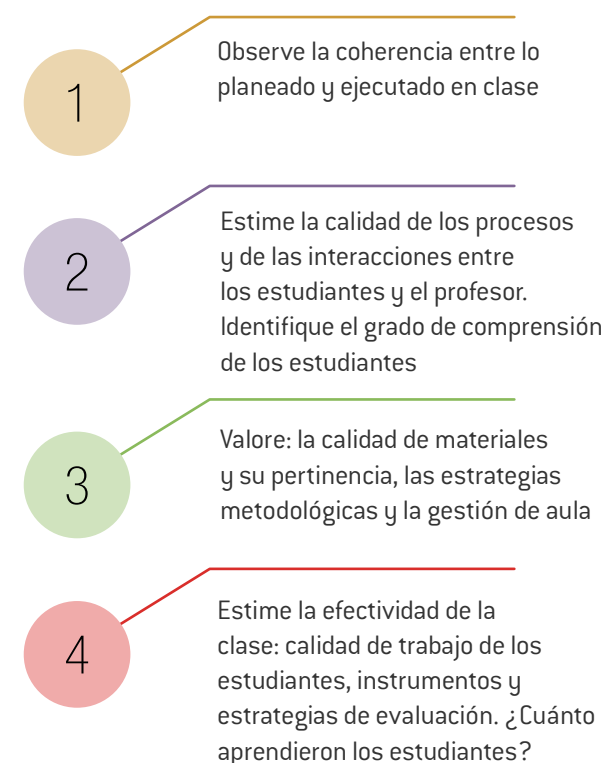 1
Observe la coherencia entre lo
planeado y ejecutado en clase
2
Estime la calidad de los procesos
y de las interacciones entre
los estudiantes y el profesor.
Identifique el grado de comprensión
de los estudiantes
3
Valore: la calidad de materiales
y su pertinencia, las estrategias
metodológicas y la gestión de aula
4
Estime la efectividad de la
clase: calidad de trabajo de los
estudiantes, instrumentos y
estrategias de evaluación. ¿Cuánto
aprendieron los estudiantes?